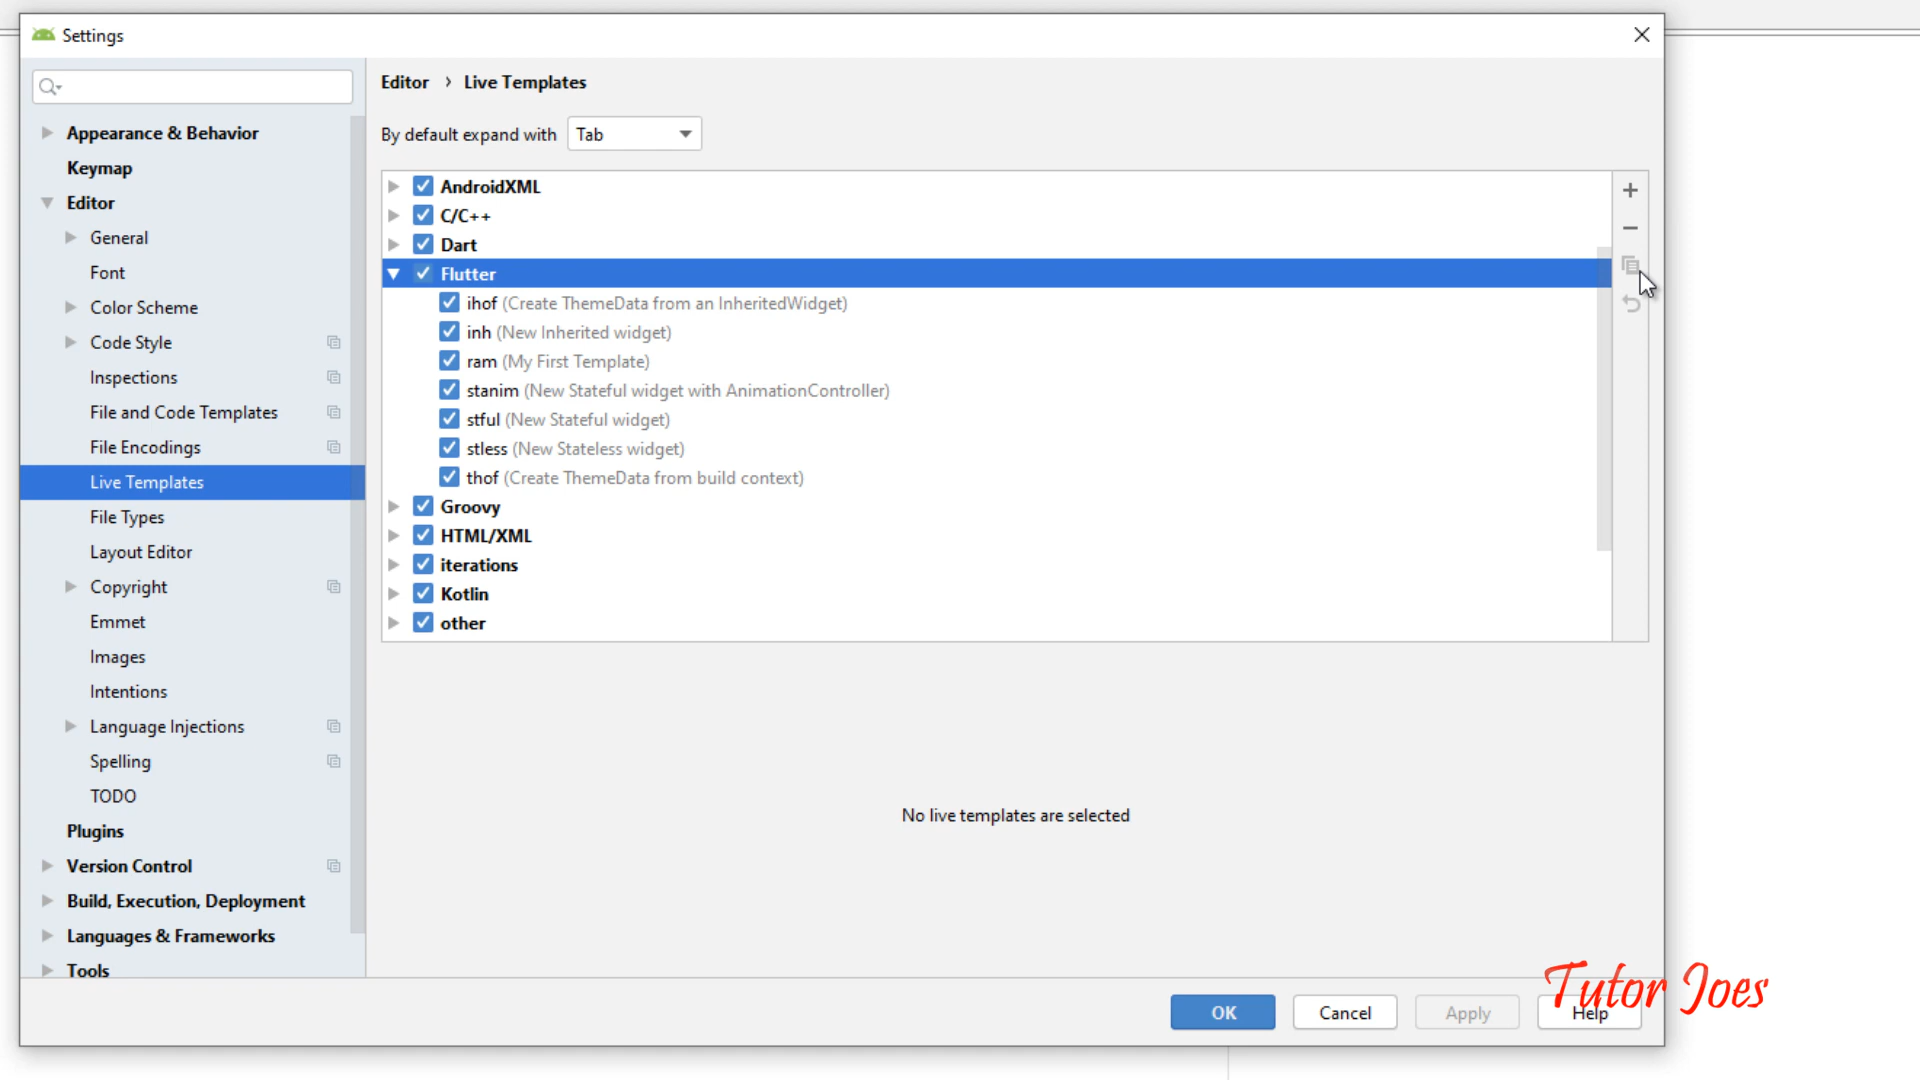 Settings
Appearance & Behavior
Keymap
Editor
General
Font
Color Scheme
Code Style
Inspections
File and Code Templates
File Encodings
Live Templates
File Types
Layout Editor
Copyright
Emmet
Images
Intentions
Language Injections
Spelling
TODO
Plugins
Version Control
Build, Execution, Deployment
Languages & Frameworks
Tools
Editor › Live Templates
By default expand with Tab
AndroidXML
C/C++
Dart
Flutter
ihof (Create ThemeData from an InheritedWidget)
inh (New Inherited widget)
ram (My First Template)
stanim (New Stateful widget with AnimationController)
stful (New Stateful widget)
stless (New Stateless widget)
thof (Create ThemeData from build context)
Groovy
HTML/XML
iterations
Kotlin
other
No live templates are selected
OK Cancel Apply Help
Tutor Joes